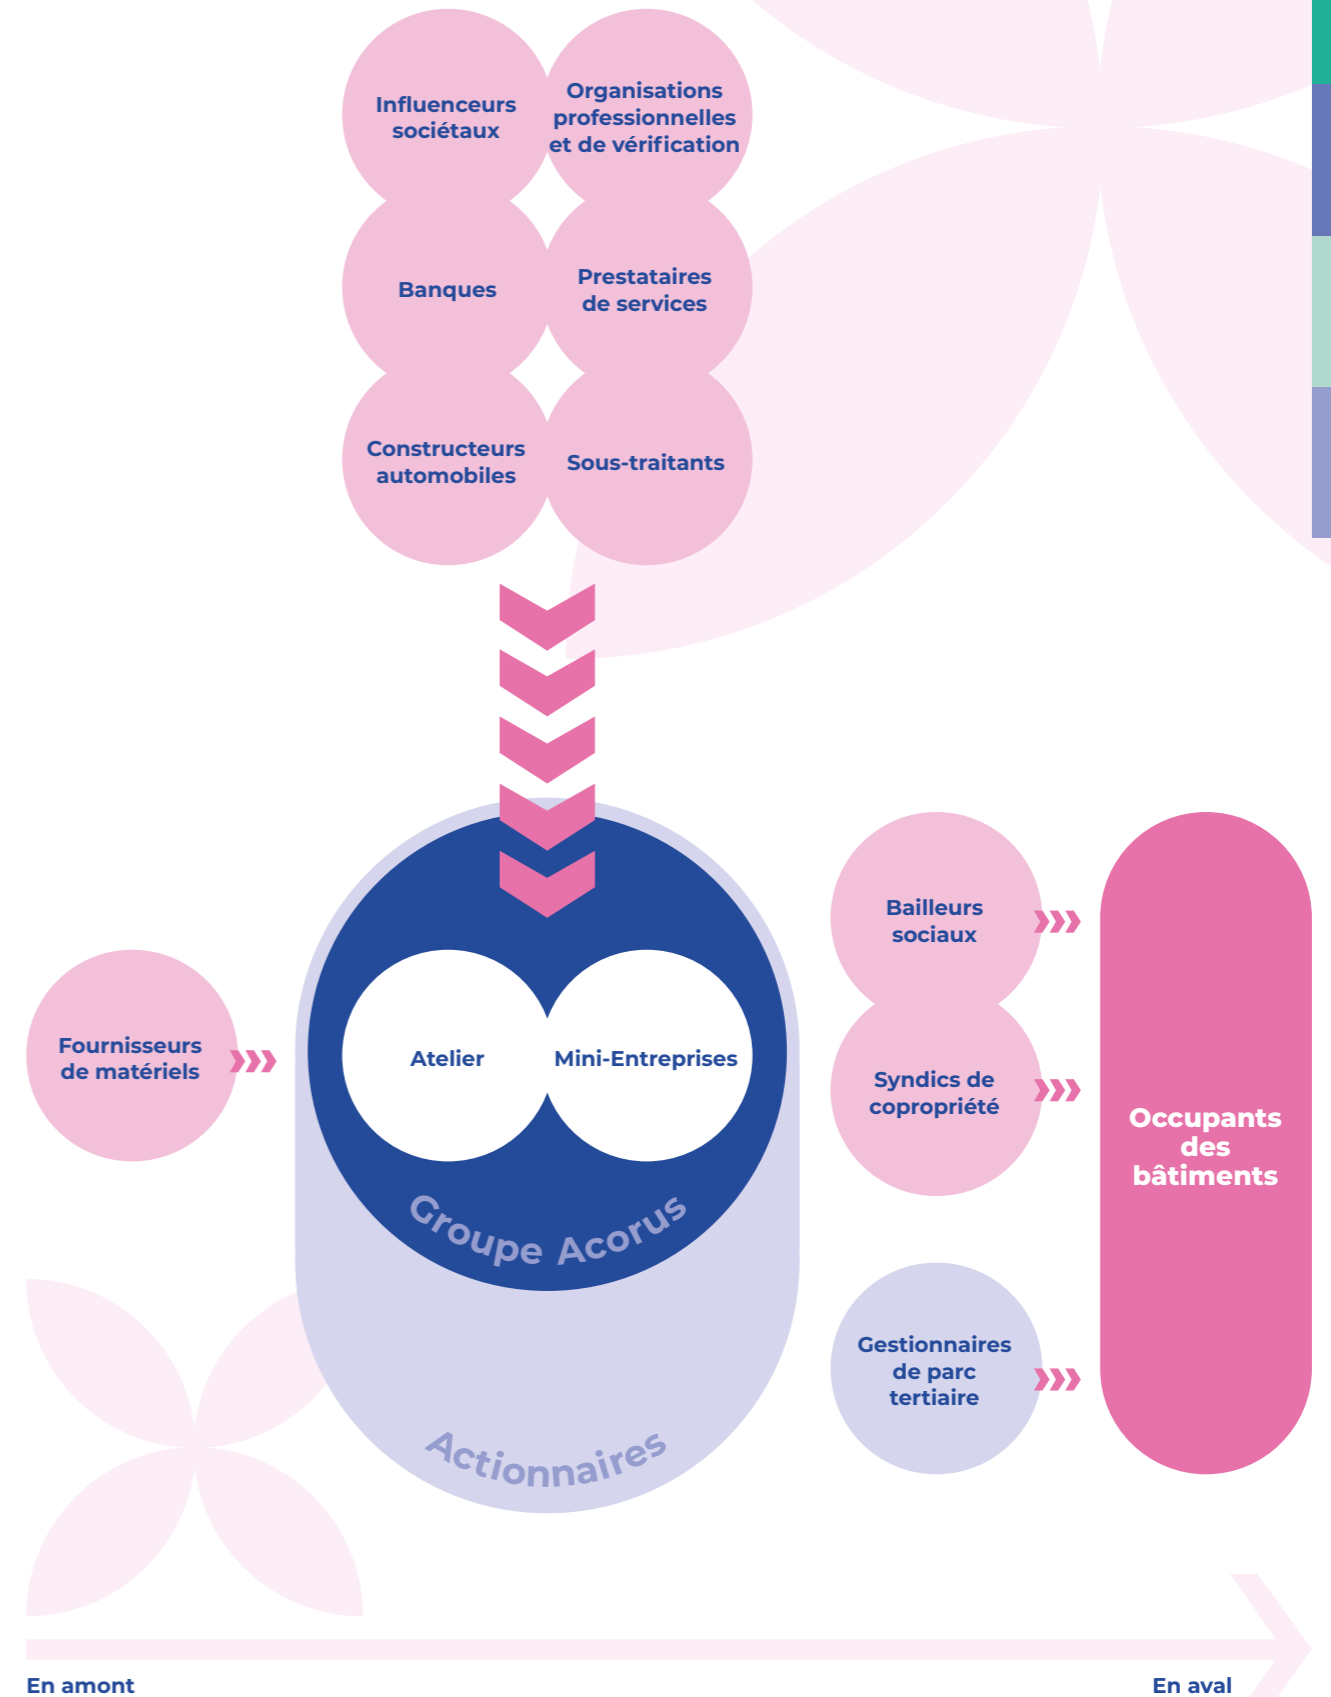 Influenceurs
sociétaux
Organisations
professionnelles
et de vérification
Banques
Prestataires
de services
Constructeurs
automobiles
Sous-traitants
Fournisseurs
de matériels
Atelier
Mini-Entreprises
Groupe Acorus
Actionnaires
Bailleurs
sociaux
Syndics de
copropriété
Gestionnaires
de parc
tertiaire
Occupants
des
bâtiments
En amont
En aval